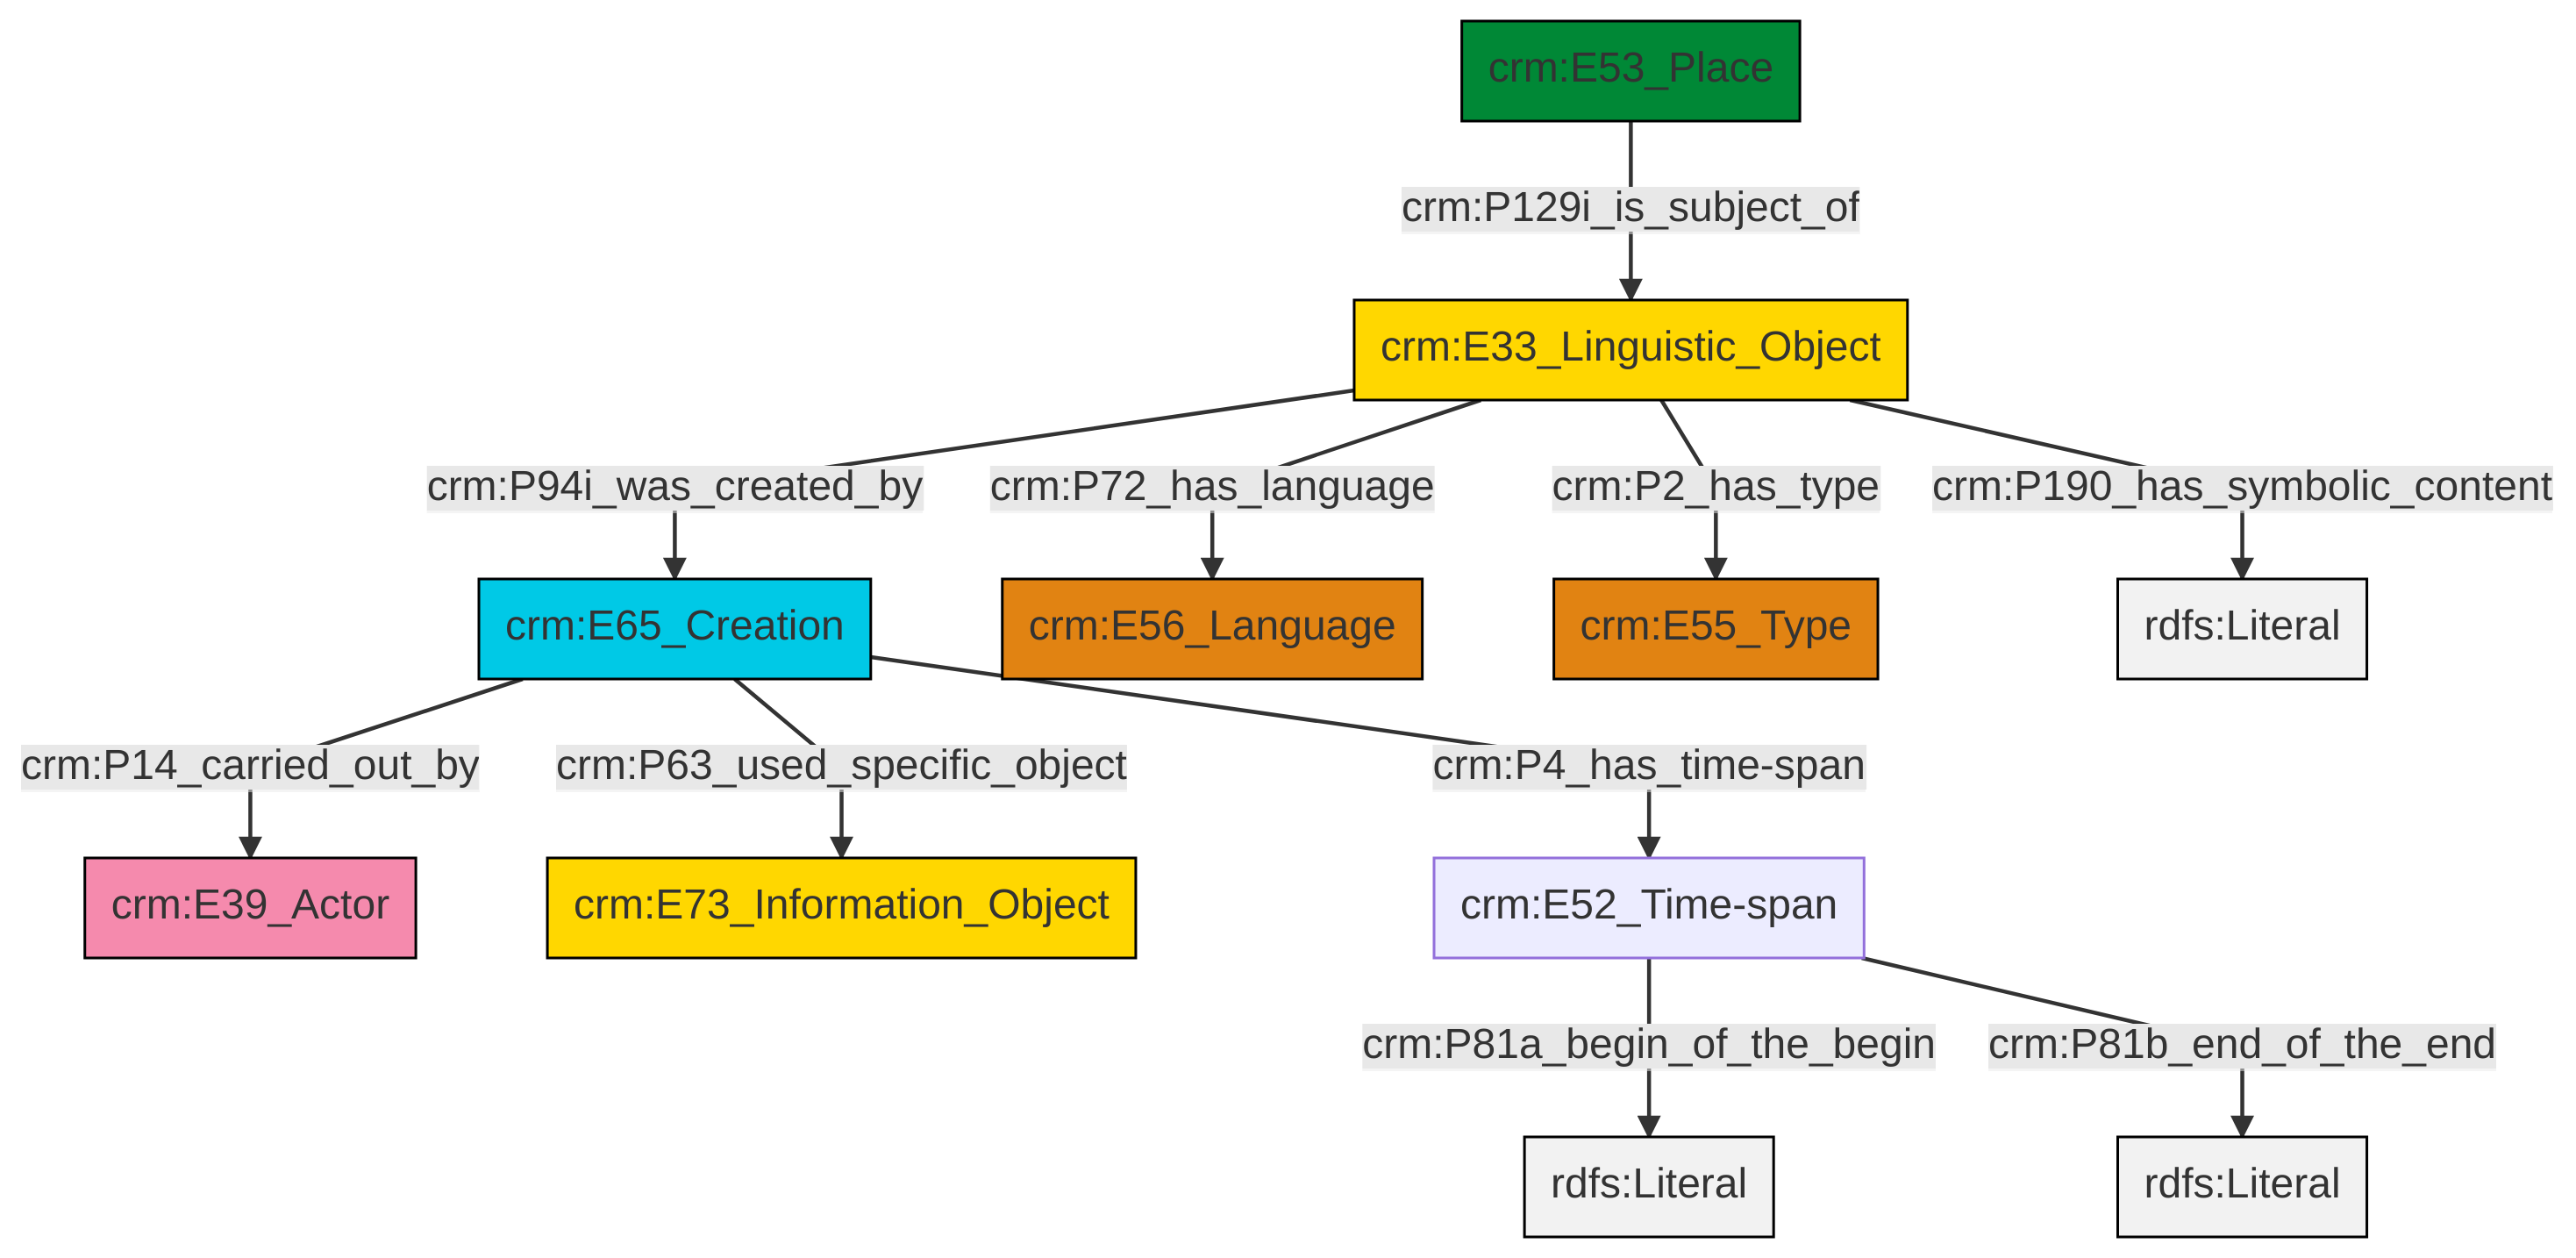 crm:E53_Place
crm:P129i_is_subject_of
crm:E33_Linguistic_Object
crm:P94i_was_created_by
crm:P72_has_language
crm:P2_has_type
crm:P190_has_symbolic_content
crm:E65_Creation
crm:E56_Language
crm:E55_Type
rdfs:Literal
crm:P14_carried_out_by
crm:P63_used_specific_object
crm:P4_has_time-span
crm:E39_Actor
crm:E73_Information_Object
crm:E52_Time-span
crm:P81a_begin_of_the_begin
crm:P81b_end_of_the_end
rdfs:Literal
rdfs:Literal